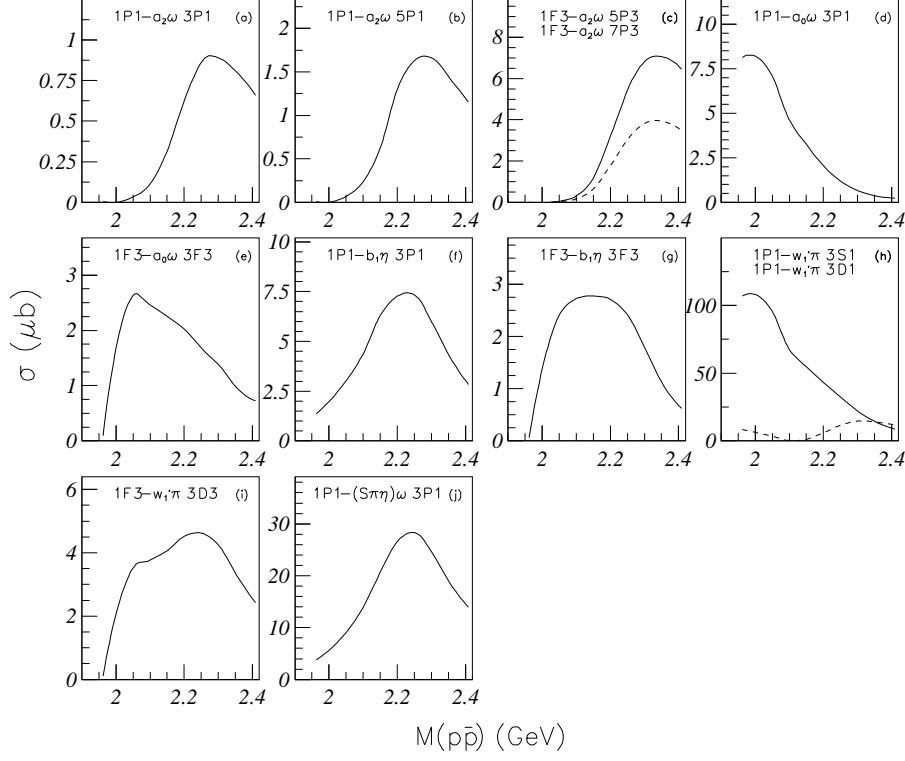 1P1−a₂ω 3P1 (a)
1
0.75
0.5
0.25
0
2 2.2 2.4
1P1−a₂ω 5P1 (b)
2
1.5
1
0.5
0
2 2.2 2.4
1F3−a₂ω 5P3 (c)
1F3−a₂ω 7P3
8
6
4
2
0
2 2.2 2.4
1P1−a₀ω 3P1 (d)
10
7.5
5
2.5
0
2 2.2 2.4
1F3−a₀ω 3F3 (e)
3
2
1
0
2 2.2 2.4
1P1−b₁η 3P1 (f)
10
7.5
5
2.5
0
2 2.2 2.4
1F3−b₁η 3F3 (g)
4
3
2
1
0
2 2.2 2.4
1P1−w₁'π 3S1 (h)
1P1−w₁'π 3D1
100
50
0
2 2.2 2.4
1F3−w₁'π 3D3 (i)
6
4
2
0
2 2.2 2.4
1P1−(Sπη)ω 3P1 (j)
30
20
10
0
2 2.2 2.4
σ (μb)
M(pp̄) (GeV)